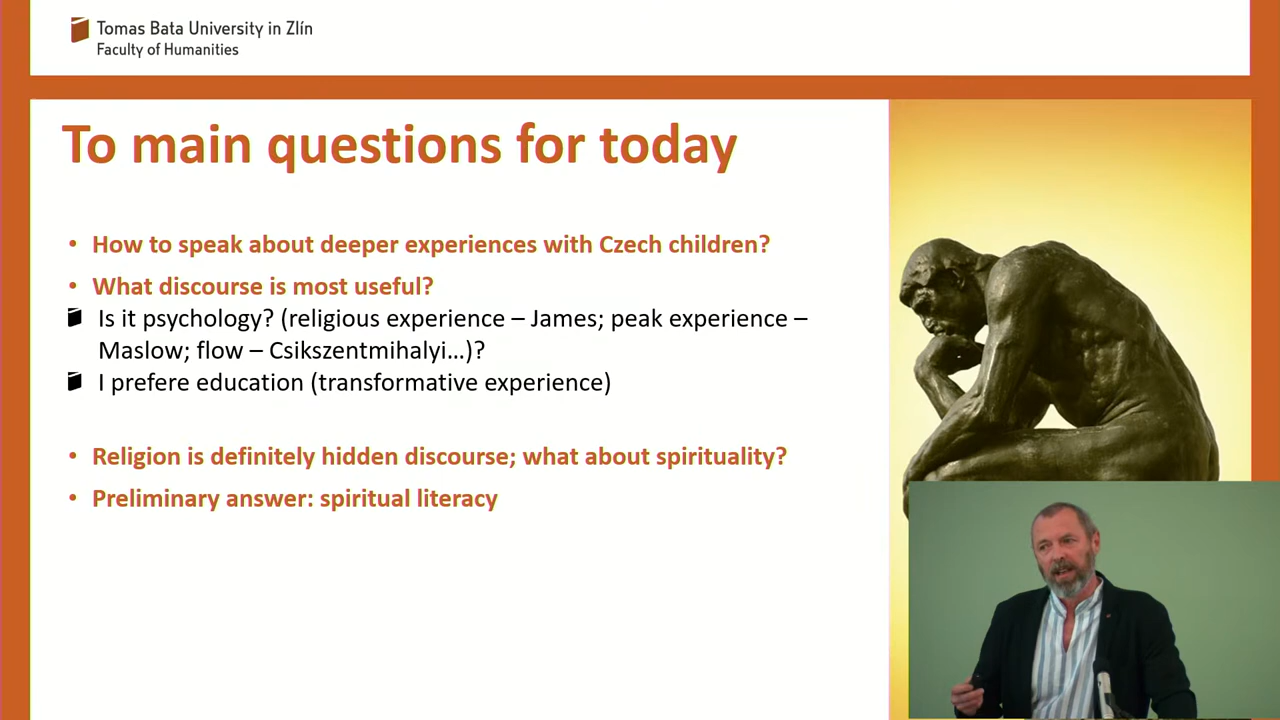 Tomas Bata University in Zlín
Faculty of Humanities
To main questions for today
• How to speak about deeper experiences with Czech children?
• What discourse is most useful?
Is it psychology? (religious experience – James; peak experience –
Maslow; flow – Csikszentmihalyi…)?
I prefere education (transformative experience)
• Religion is definitely hidden discourse; what about spirituality?
• Preliminary answer: spiritual literacy